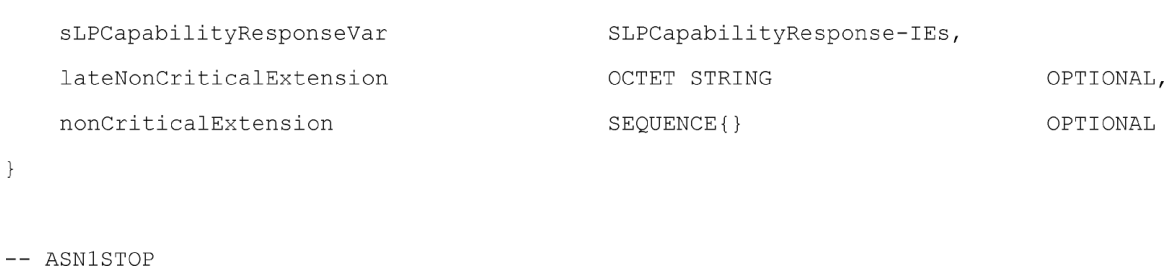 sLPCapabilityResponseVar SLPCapabilityResponse-IEs,
lateNonCriticalExtension OCTET STRING OPTIONAL,
nonCriticalExtension SEQUENCE{} OPTIONAL
}
-- ASN1STOP